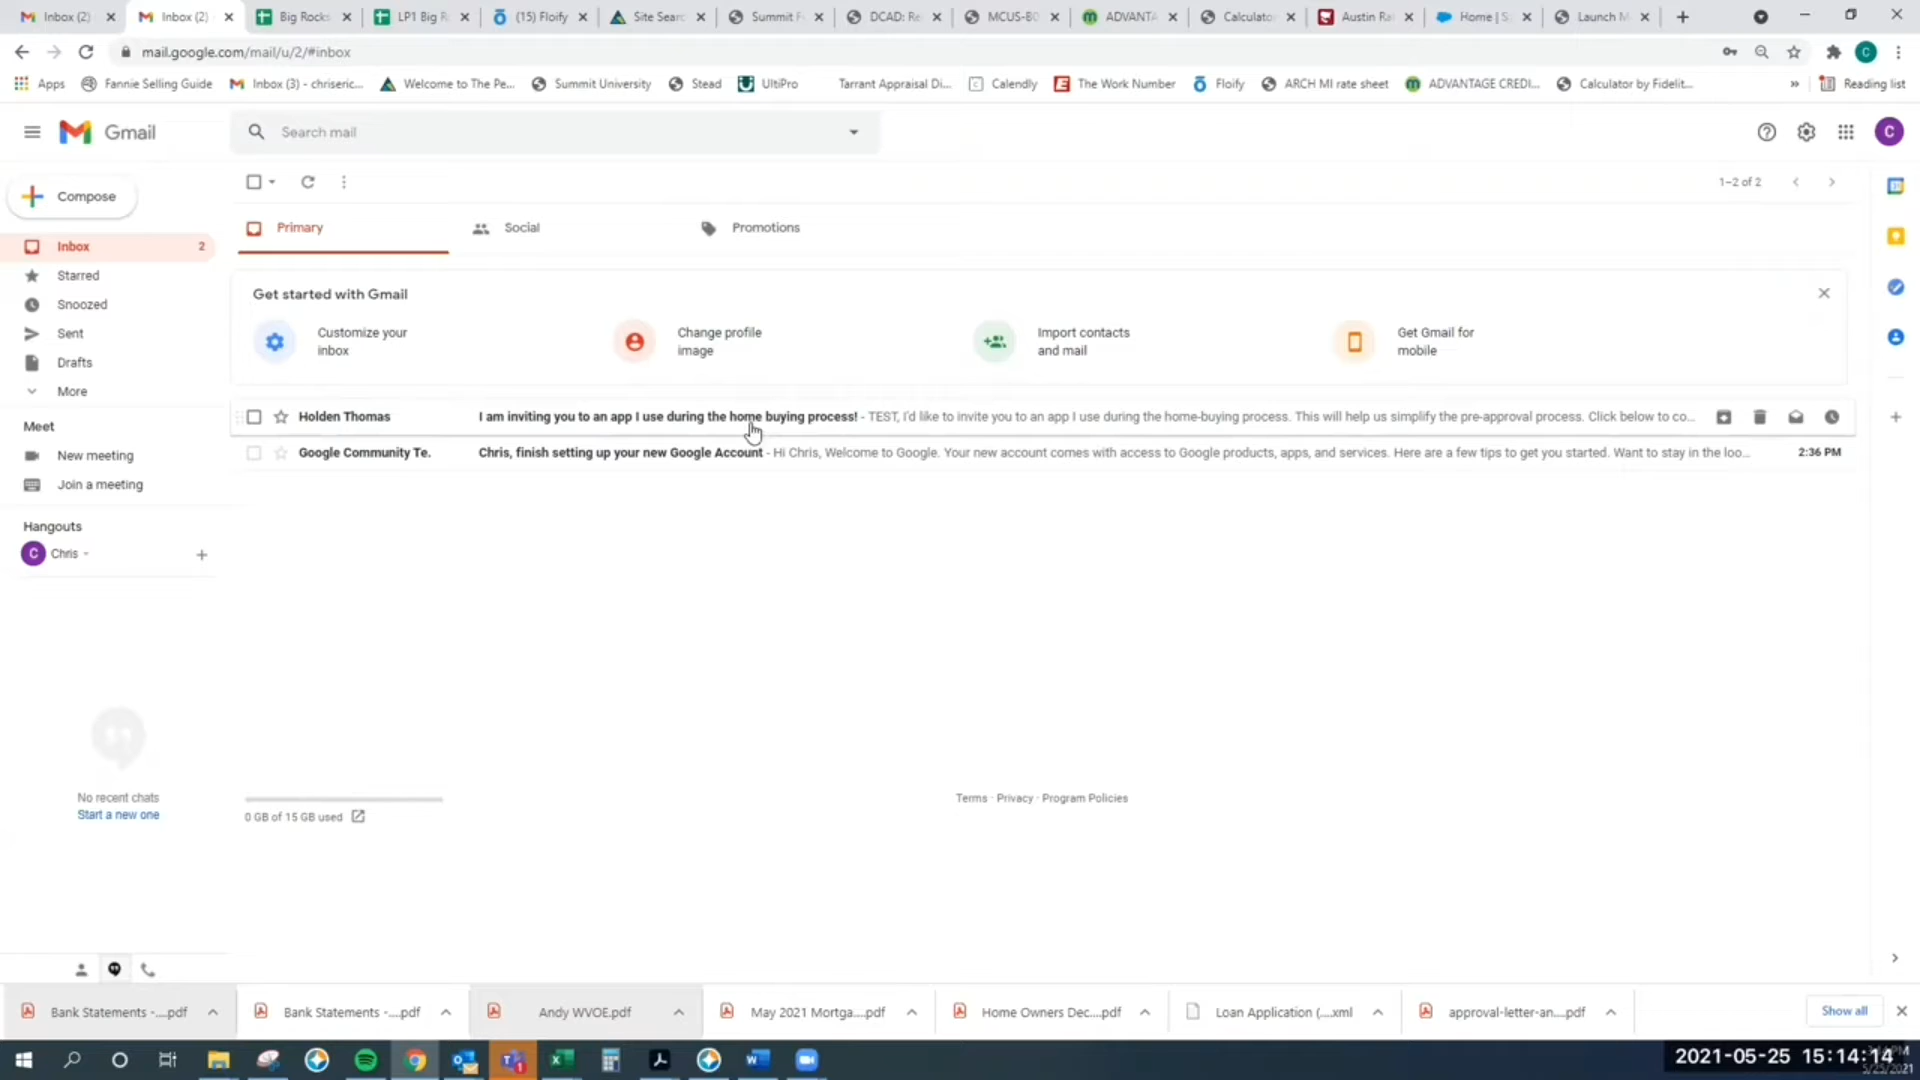 Inbox (2)
Inbox (2)
Big Rocks
LP1 Big R
(15) Floify
Site Sear
Summit F
DCAD: Re
MCUS-B0
ADVANTA
Calculato
Austin Ra
Home | S
Launch M
mail.google.com/mail/u/2/#inbox
Apps
Fannie Selling Guide
Inbox (3) - chriseric...
Welcome to The Pe...
Summit University
Stead
UltiPro
Tarrant Appraisal Di...
Calendly
The Work Number
Floify
ARCH MI rate sheet
ADVANTAGE CREDI...
Calculator by Fidelit...
»
Reading list
Gmail
Search mail
C
Compose
1–2 of 2
Primary
Social
Promotions
Inbox
2
Starred
Snoozed
Sent
Drafts
More
Get started with Gmail
Customize your
inbox
Change profile
image
Import contacts
and mail
Get Gmail for
mobile
Holden Thomas
I am inviting you to an app I use during the home buying process! - TEST, I'd like to invite you to an app I use during the home-buying process. This will help us simplify the pre-approval process. Click below to co...
Google Community Te.
Chris, finish setting up your new Google Account - Hi Chris, Welcome to Google. Your new account comes with access to Google products, apps, and services. Here are a few tips to get you started. Want to stay in the loo...
2:36 PM
Meet
New meeting
Join a meeting
Hangouts
C Chris
No recent chats
Start a new one
0 GB of 15 GB used
Terms · Privacy · Program Policies
Bank Statements -....pdf
Bank Statements -....pdf
Andy WVOE.pdf
May 2021 Mortga....pdf
Home Owners Dec....pdf
Loan Application (....xml
approval-letter-an....pdf
Show all
2021-05-25 15:14:14
5/25/2021